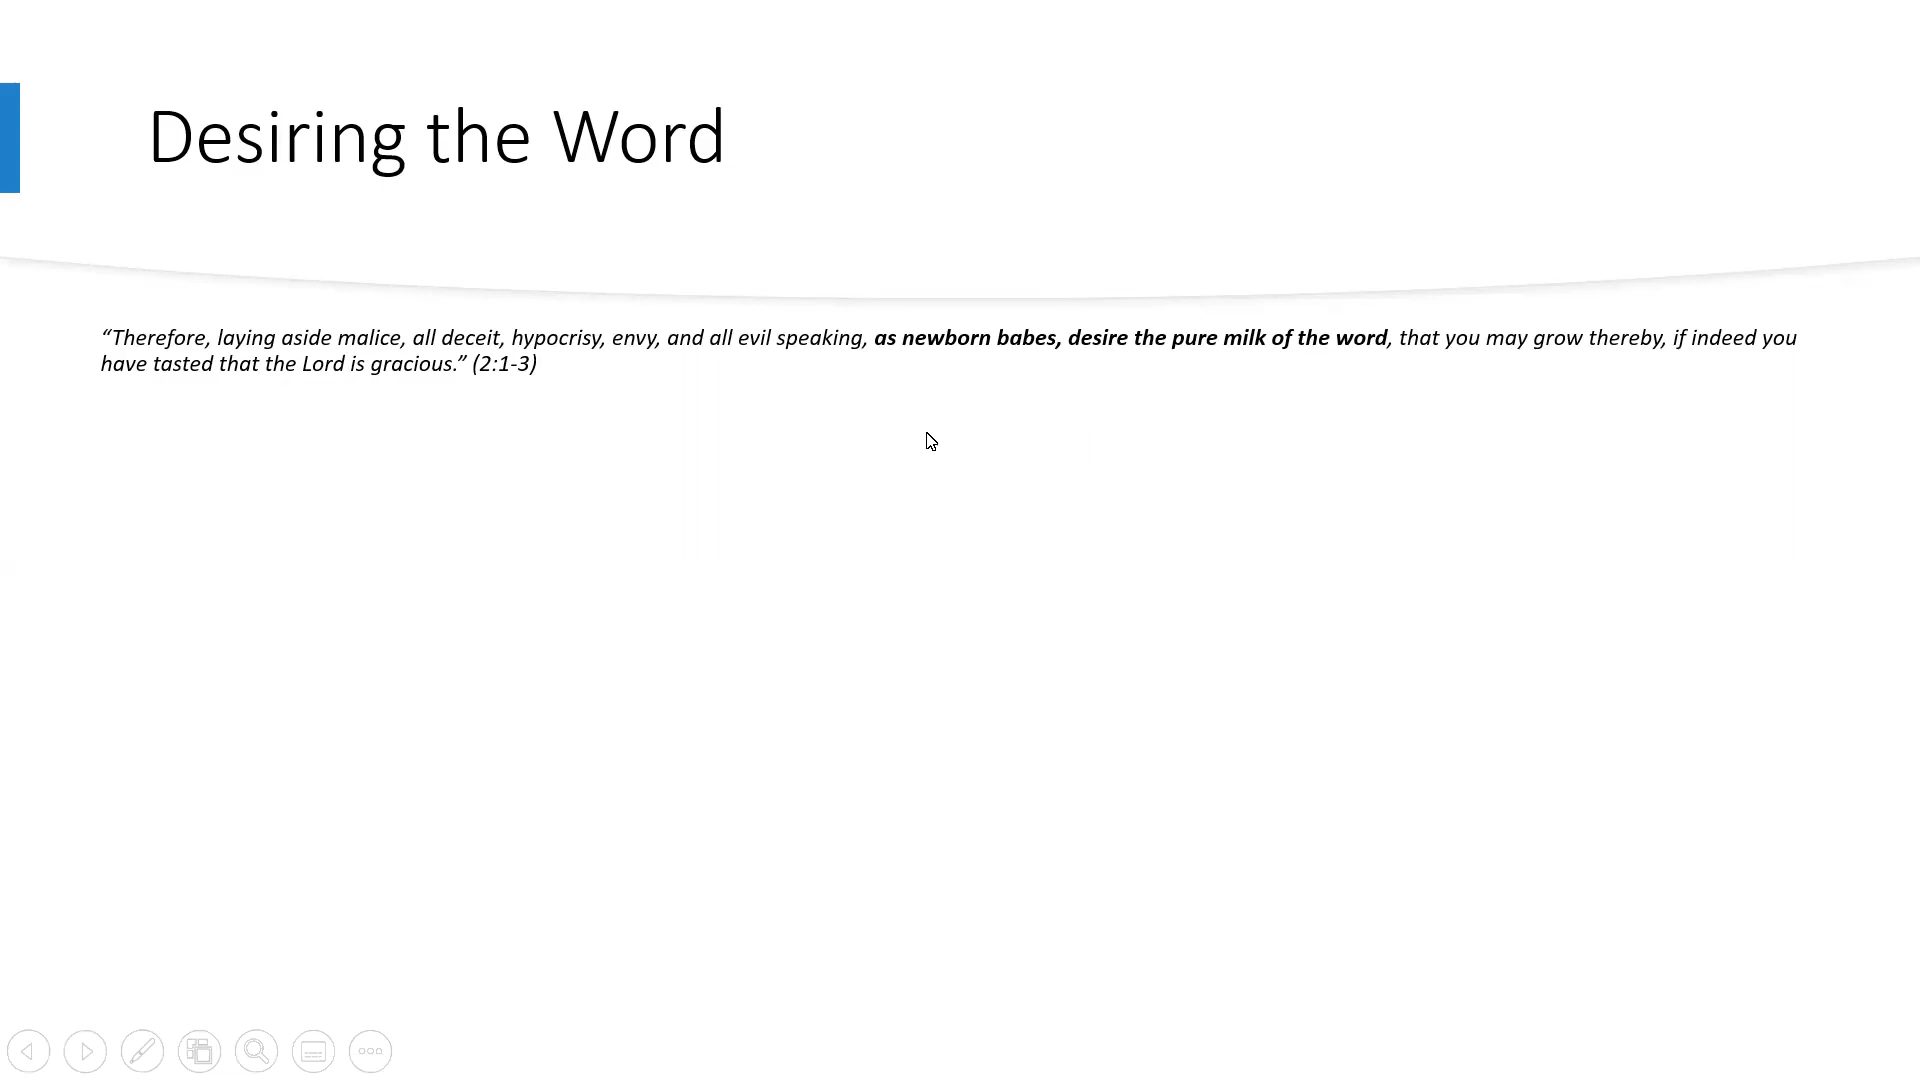 Desiring the Word
“Therefore, laying aside malice, all deceit, hypocrisy, envy, and all evil speaking, as newborn babes, desire the pure milk of the word, that you may grow thereby, if indeed you
have tasted that the Lord is gracious.” (2:1-3)